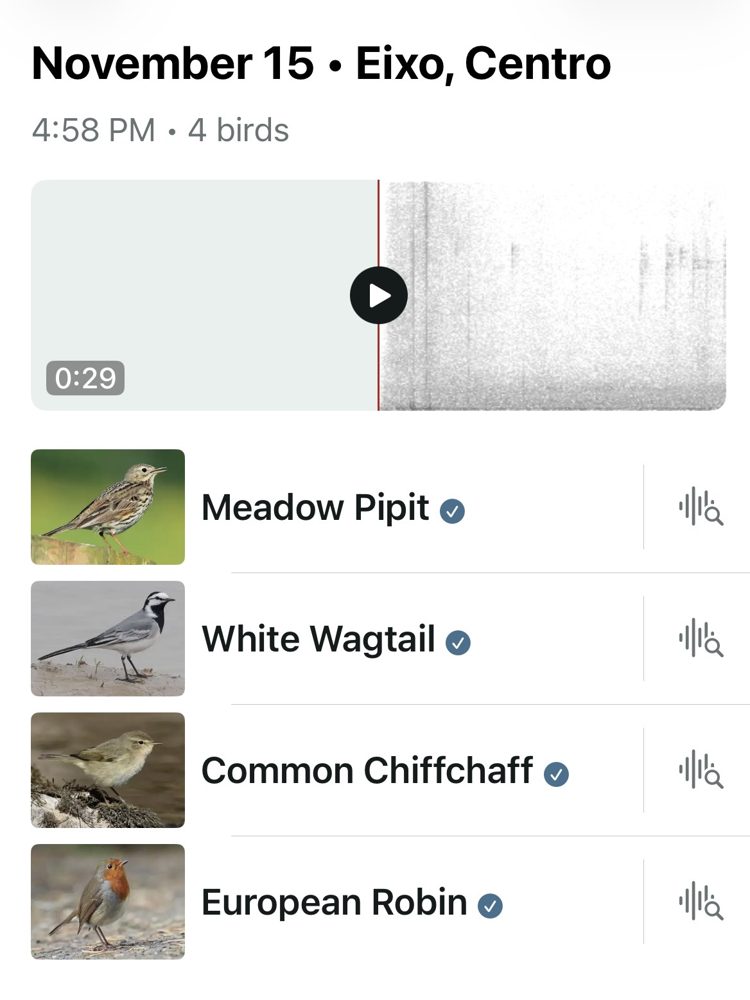 November 15 • Eixo, Centro
4:58 PM • 4 birds
0:29
Meadow Pipit
White Wagtail
Common Chiffchaff
European Robin